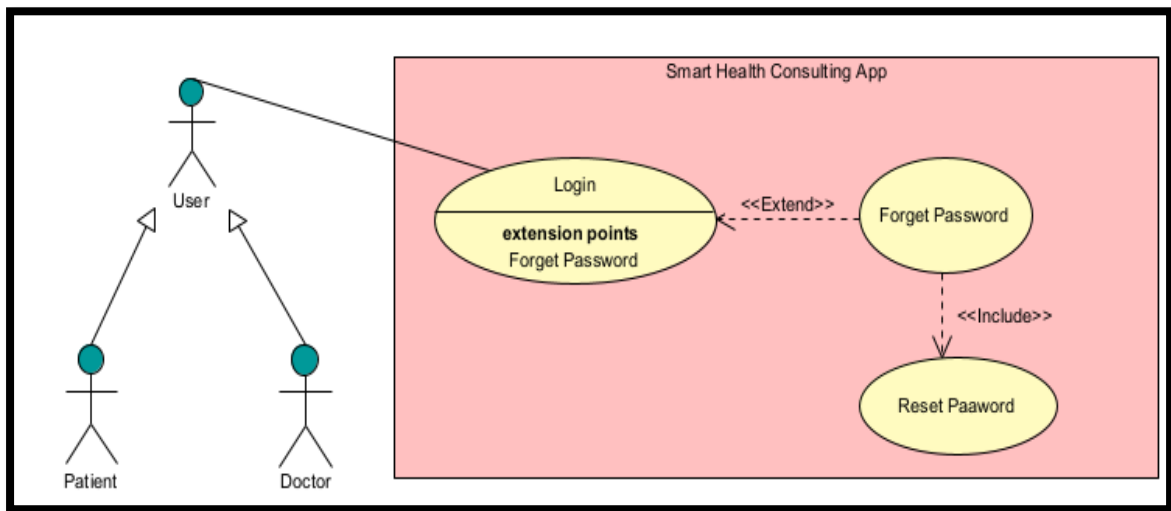 Smart Health Consulting App
User
Login
extension points
Forget Password
<<Extend>>
Forget Password
<<Include>>
Reset Paaword
Patient
Doctor